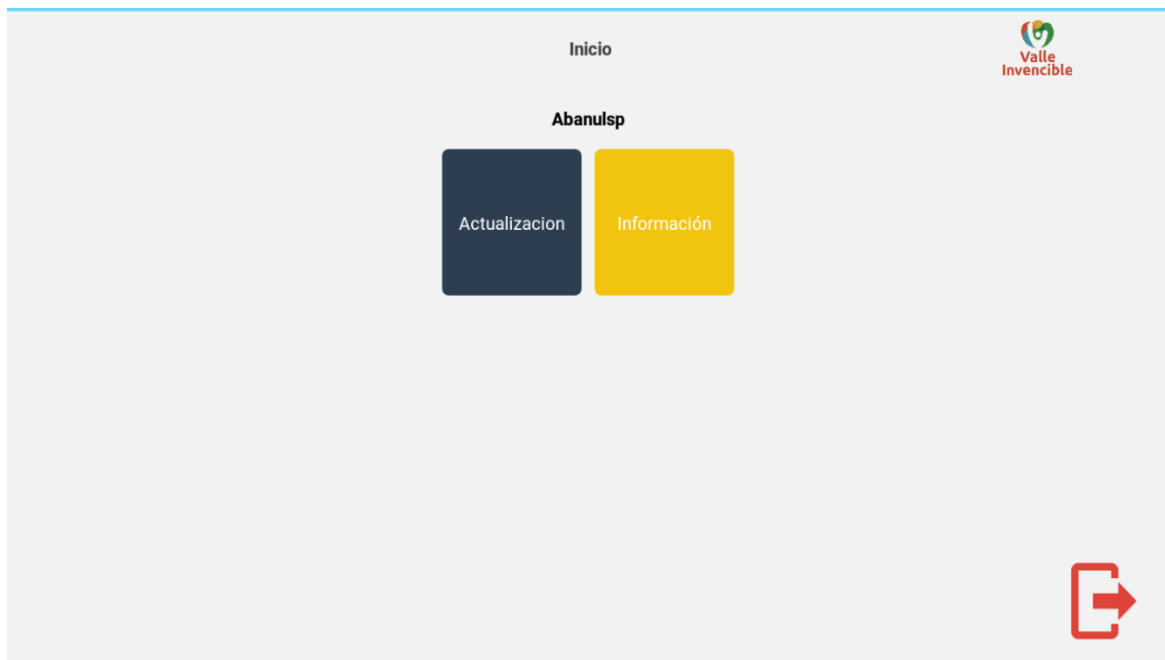 Inicio
Valle
Invencible
Abanulsp
Actualizacion
Información